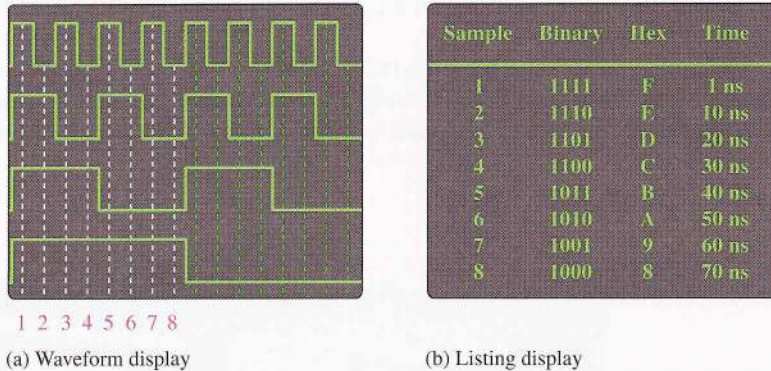 1 2 3 4 5 6 7 8
(a) Waveform display
Sample Binary Hex Time
1 1111 F 1 ns
2 1110 E 10 ns
3 1101 D 20 ns
4 1100 C 30 ns
5 1011 B 40 ns
6 1010 A 50 ns
7 1001 9 60 ns
8 1000 8 70 ns
(b) Listing display